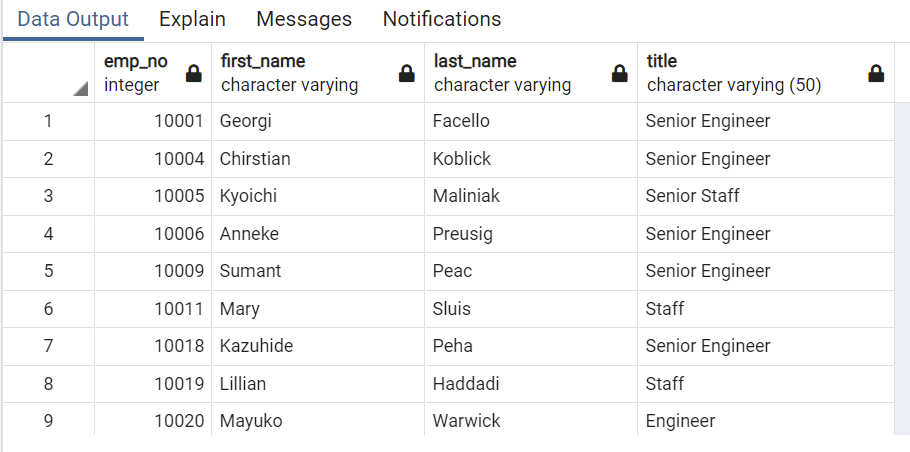 Data Output Explain Messages Notifications
emp_no first_name last_name title
integer character varying character varying character varying (50)
1 10001 Georgi Facello Senior Engineer
2 10004 Chirstian Koblick Senior Engineer
3 10005 Kyoichi Maliniak Senior Staff
4 10006 Anneke Preusig Senior Engineer
5 10009 Sumant Peac Senior Engineer
6 10011 Mary Sluis Staff
7 10018 Kazuhide Peha Senior Engineer
8 10019 Lillian Haddadi Staff
9 10020 Mayuko Warwick Engineer